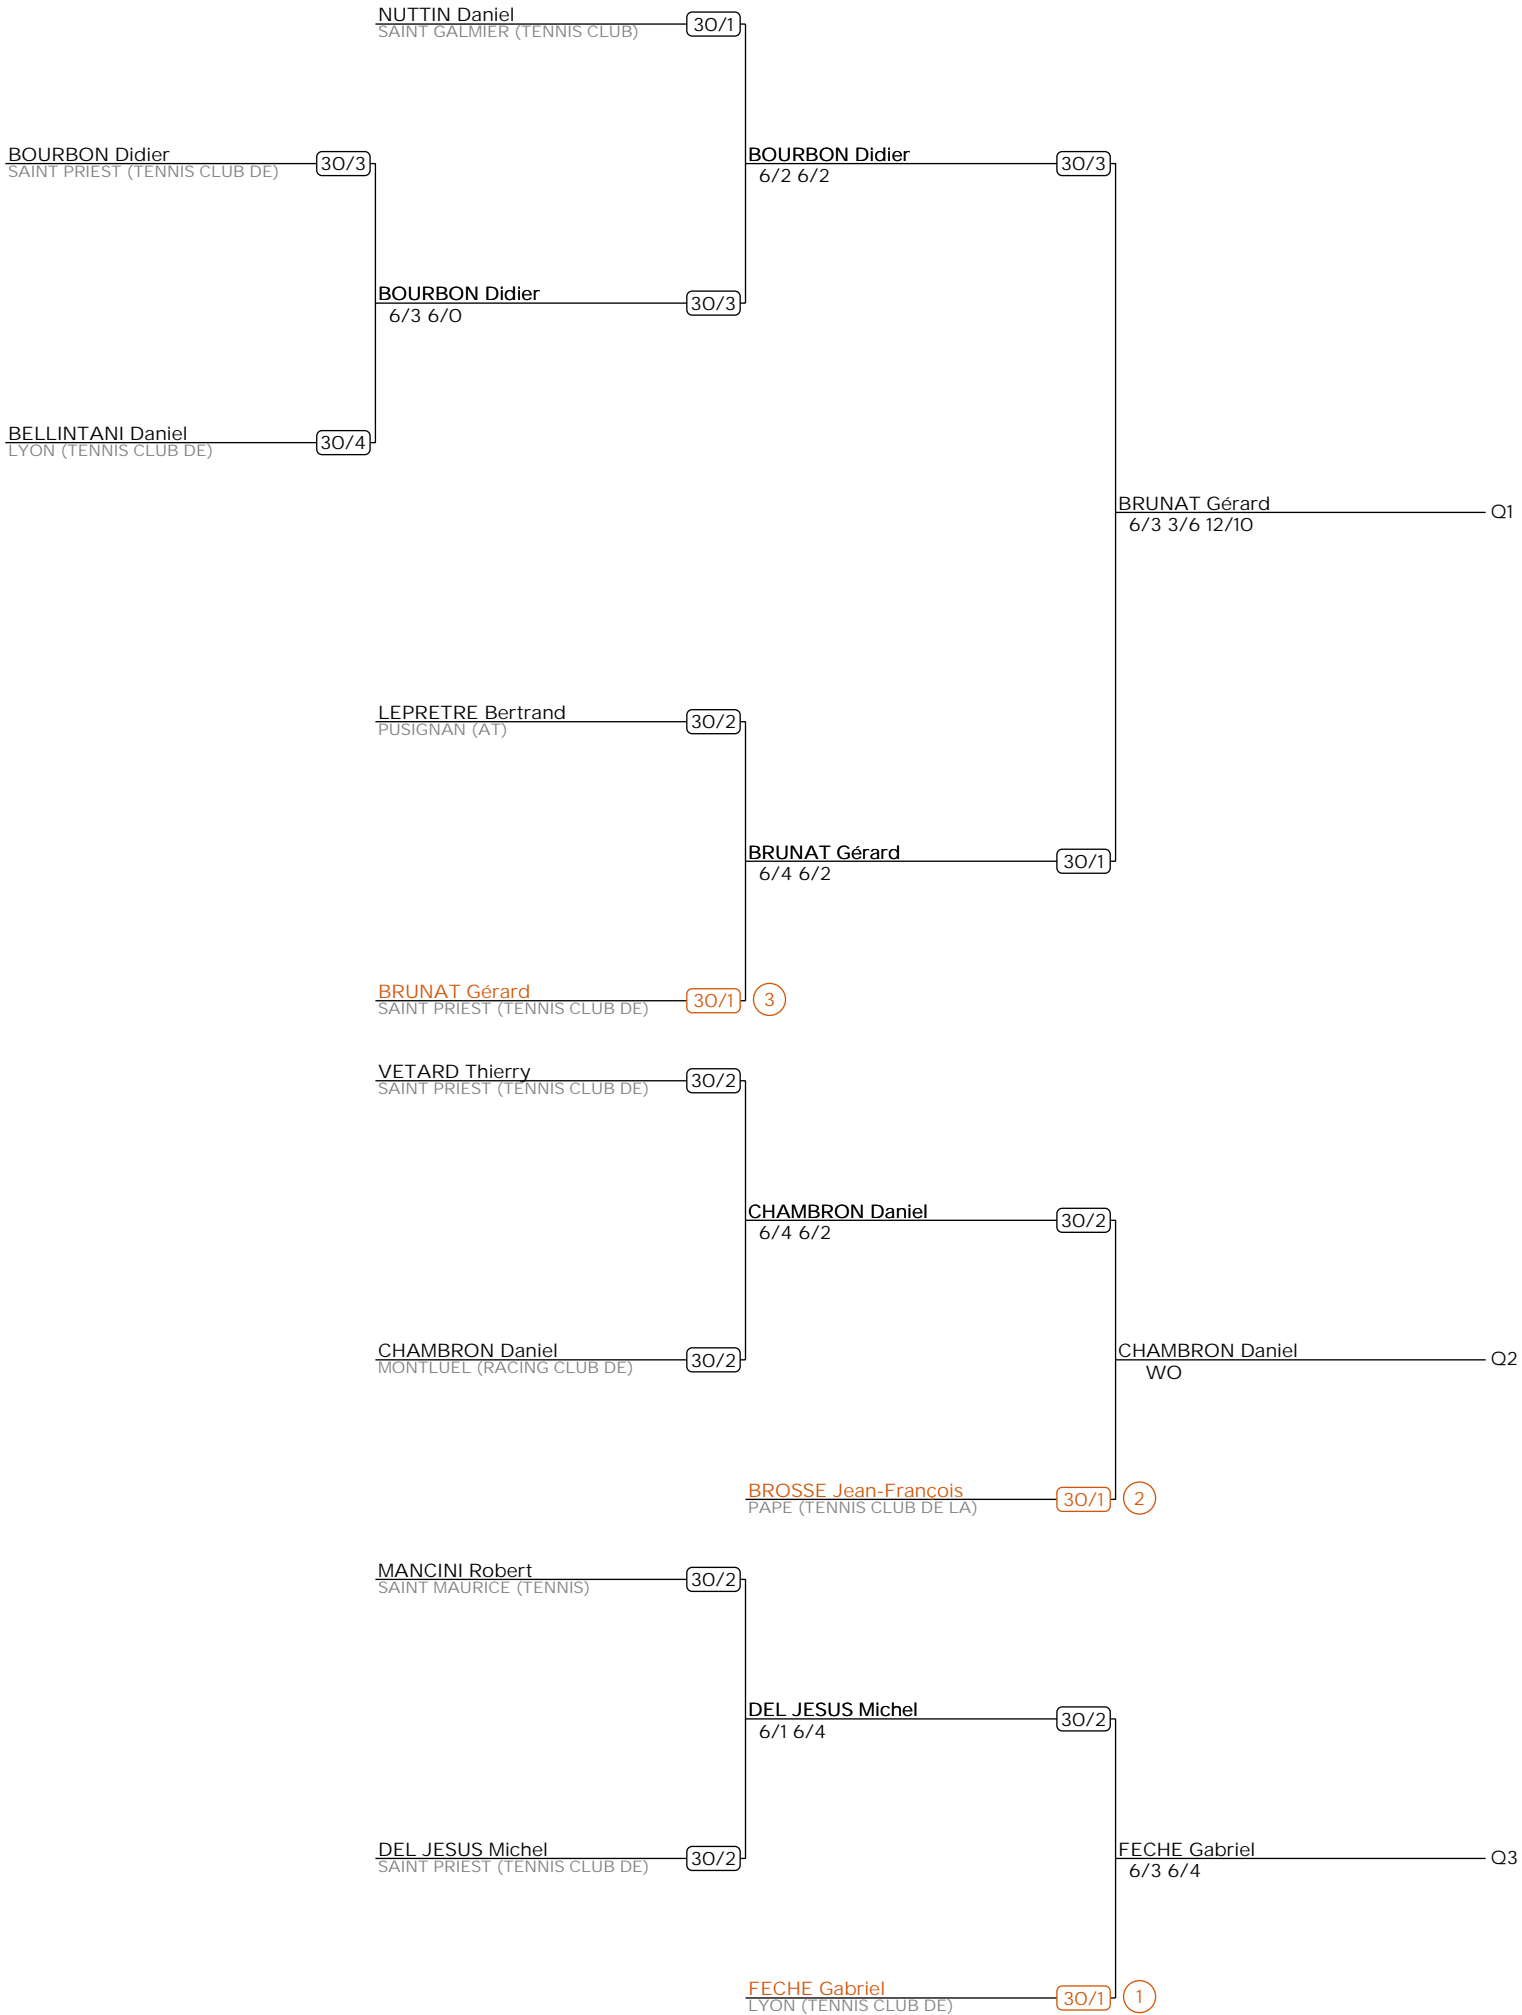 NUTTIN Daniel
SAINT GALMIER (TENNIS CLUB)
30/1
BOURBON Didier
SAINT PRIEST (TENNIS CLUB DE)
30/3
BOURBON Didier
6/2 6/2
30/3
BOURBON Didier
6/3 6/0
30/3
BELLINTANI Daniel
LYON (TENNIS CLUB DE)
30/4
BRUNAT Gérard
6/3 3/6 12/10
Q1
LEPRETRE Bertrand
PUSIGNAN (AT)
30/2
BRUNAT Gérard
6/4 6/2
30/1
BRUNAT Gérard
SAINT PRIEST (TENNIS CLUB DE)
30/1
3
VETARD Thierry
SAINT PRIEST (TENNIS CLUB DE)
30/2
CHAMBRON Daniel
6/4 6/2
30/2
CHAMBRON Daniel
MONTLUEL (RACING CLUB DE)
30/2
CHAMBRON Daniel
WO
Q2
BROSSE Jean-François
PAPE (TENNIS CLUB DE LA)
30/1
2
MANCINI Robert
SAINT MAURICE (TENNIS)
30/2
DEL JESUS Michel
6/1 6/4
30/2
DEL JESUS Michel
SAINT PRIEST (TENNIS CLUB DE)
30/2
FECHE Gabriel
6/3 6/4
Q3
FECHE Gabriel
LYON (TENNIS CLUB DE)
30/1
1